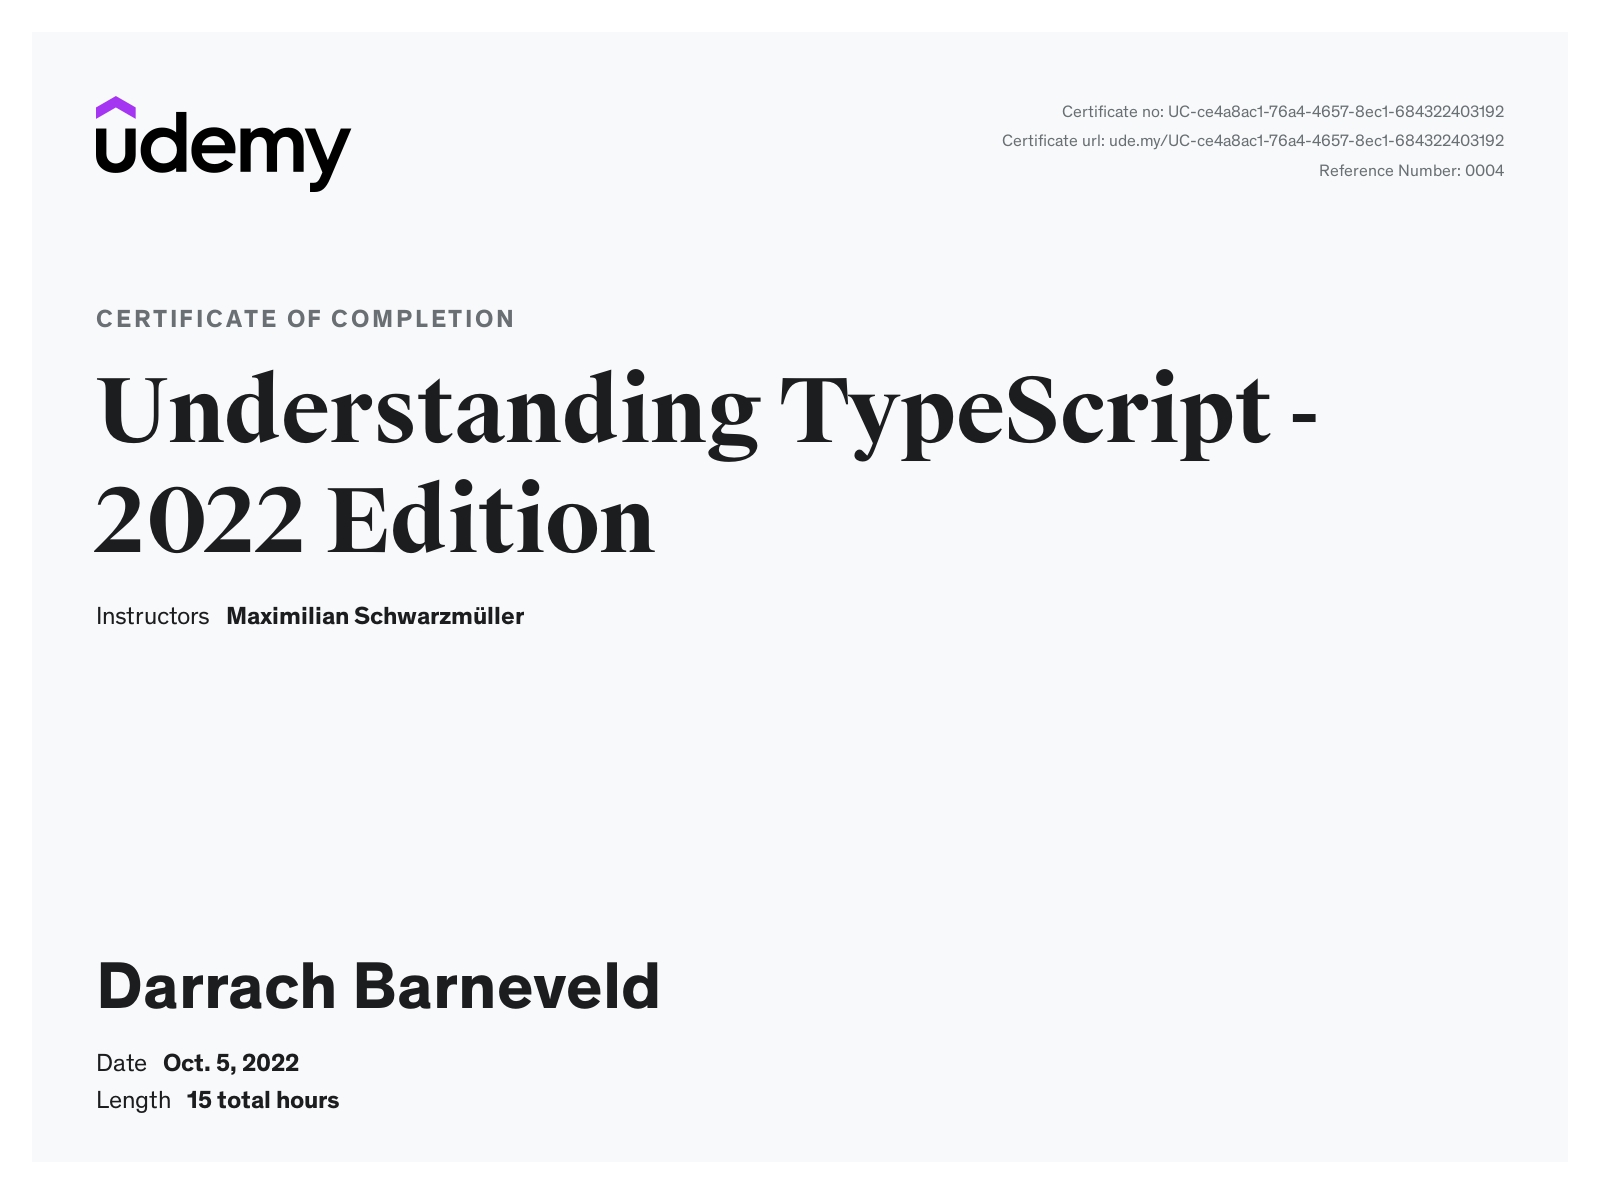 udemy
Certificate no: UC-ce4a8ac1-76a4-4657-8ec1-684322403192
Certificate url: ude.my/UC-ce4a8ac1-76a4-4657-8ec1-684322403192
Reference Number: 0004
CERTIFICATE OF COMPLETION
Understanding TypeScript -
2022 Edition
Instructors Maximilian Schwarzmüller
Darrach Barneveld
Date Oct. 5, 2022
Length 15 total hours